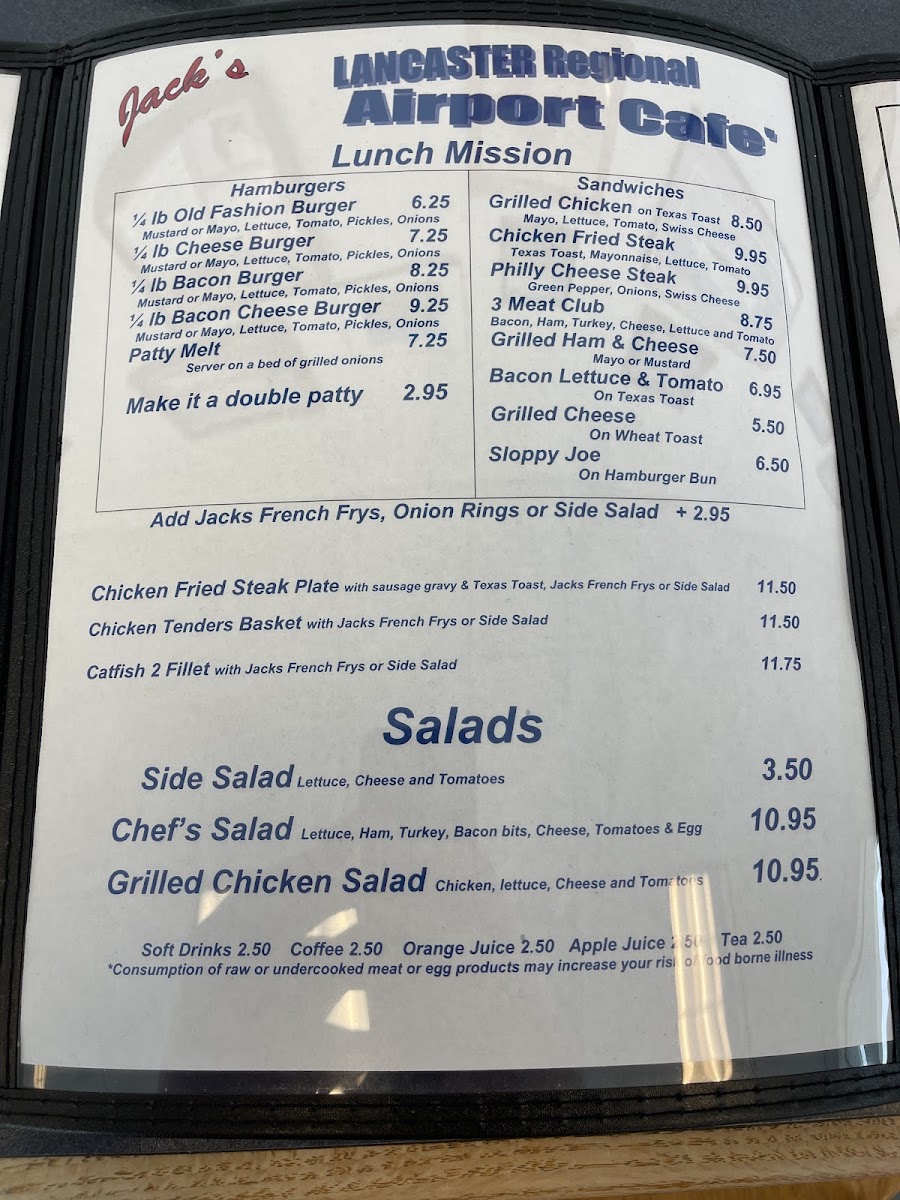 Jack's
LANCASTER Regional
Airport Cafe'
Lunch Mission
Hamburgers
¼ lb Old Fashion Burger 6.25
Mustard or Mayo, Lettuce, Tomato, Pickles, Onions
¼ lb Cheese Burger 7.25
Mustard or Mayo, Lettuce, Tomato, Pickles, Onions
¼ lb Bacon Burger 8.25
Mustard or Mayo, Lettuce, Tomato, Pickles, Onions
¼ lb Bacon Cheese Burger 9.25
Mustard or Mayo, Lettuce, Tomato, Pickles, Onions
Patty Melt 7.25
Server on a bed of grilled onions
Make it a double patty 2.95
Sandwiches
Grilled Chicken on Texas Toast 8.50
Mayo, Lettuce, Tomato, Swiss Cheese
Chicken Fried Steak 9.95
Texas Toast, Mayonnaise, Lettuce, Tomato
Philly Cheese Steak 9.95
Green Pepper, Onions, Swiss Cheese
3 Meat Club 8.75
Bacon, Ham, Turkey, Cheese, Lettuce and Tomato
Grilled Ham & Cheese 7.50
Mayo or Mustard
Bacon Lettuce & Tomato 6.95
On Texas Toast
Grilled Cheese 5.50
On Wheat Toast
Sloppy Joe 6.50
On Hamburger Bun
Add Jacks French Frys, Onion Rings or Side Salad + 2.95
Chicken Fried Steak Plate with sausage gravy & Texas Toast, Jacks French Frys or Side Salad 11.50
Chicken Tenders Basket with Jacks French Frys or Side Salad 11.50
Catfish 2 Fillet with Jacks French Frys or Side Salad 11.75
Salads
Side Salad Lettuce, Cheese and Tomatoes 3.50
Chef's Salad Lettuce, Ham, Turkey, Bacon bits, Cheese, Tomatoes & Egg 10.95
Grilled Chicken Salad Chicken, lettuce, Cheese and Tomatoes 10.95.
Soft Drinks 2.50 Coffee 2.50 Orange Juice 2.50 Apple Juice 2.50 Tea 2.50
*Consumption of raw or undercooked meat or egg products may increase your risk of food borne illness